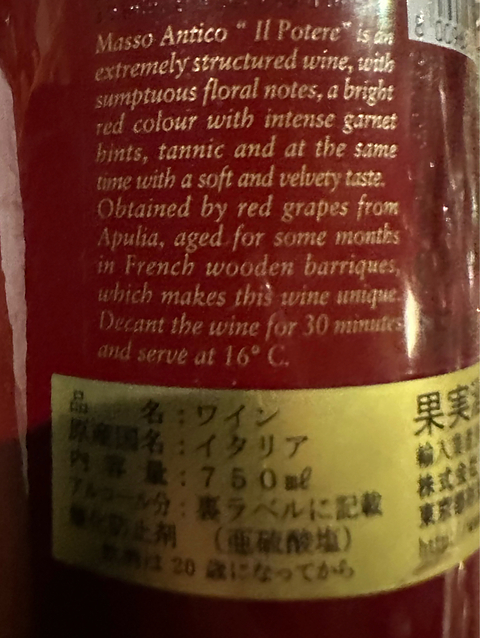 Masso Antico " Il Potere" is an
extremely structured wine, with
sumptuous floral notes, a bright
red colour with intense garnet
hints, tannic and at the same
time with a soft and velvety taste.
Obtained by red grapes from
Apulia, aged for some months
in French wooden barriques,
which makes this wine unique.
Decant the wine for 30 minutes
and serve at 16° C.
品 名:ワイン
原産国名:イタリア
内 容 量:750㎖
アルコール分:裏ラベルに記載
酸化防止剤 (亜硫酸塩)
飲酒は20歳になってから
果実
輸入
株式会社
東京都
http